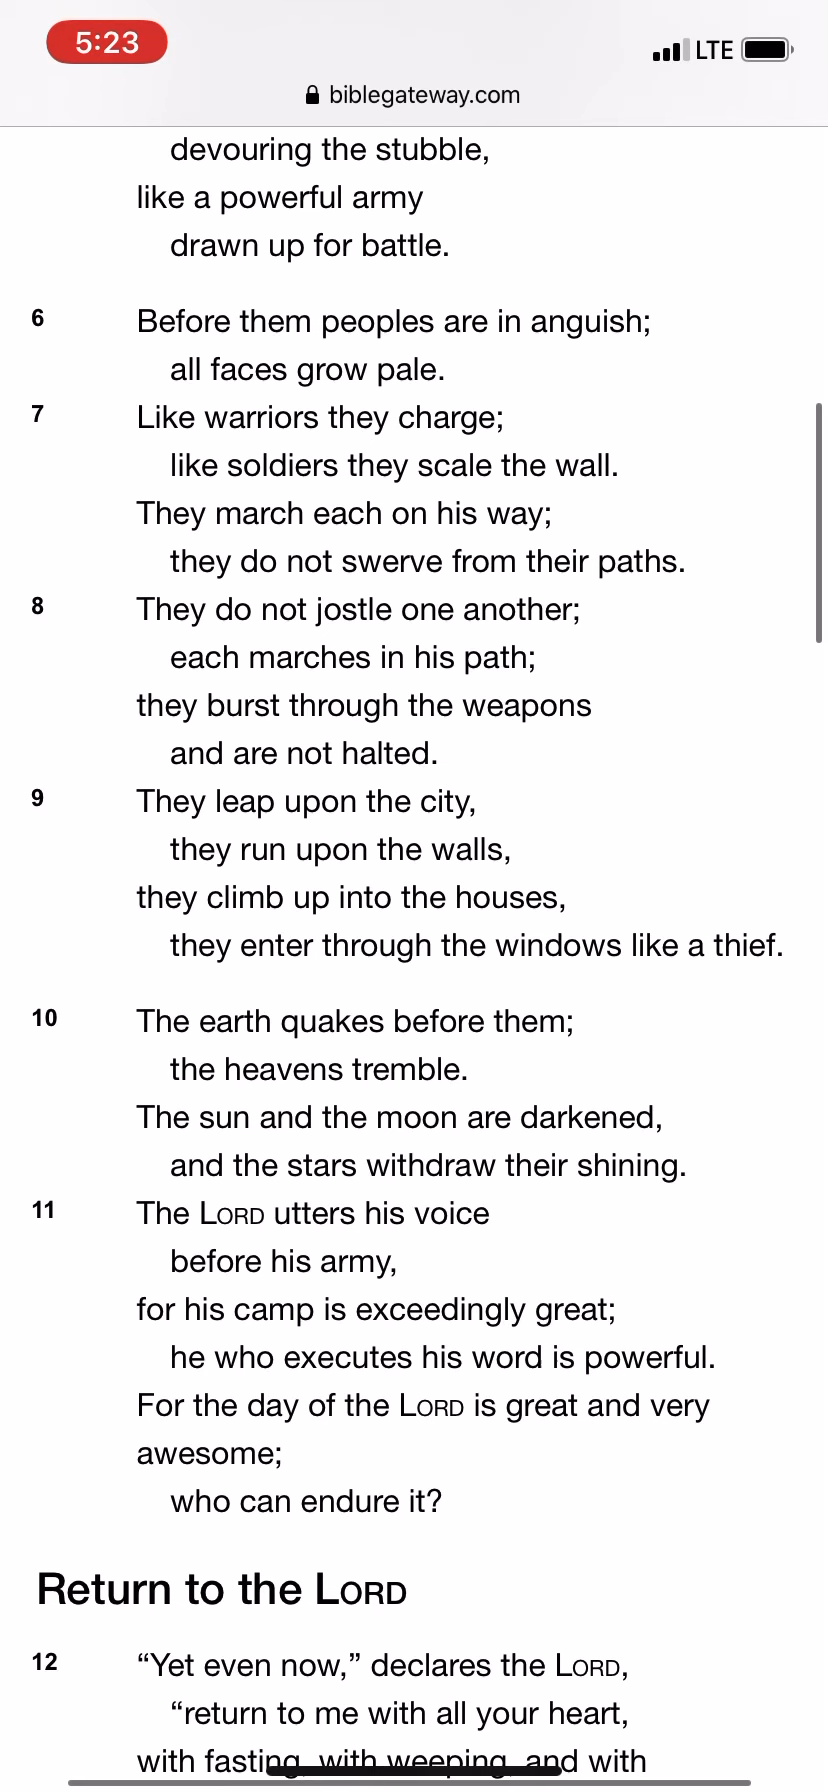 5:23
LTE
biblegateway.com
devouring the stubble,
like a powerful army
drawn up for battle.
6 Before them peoples are in anguish;
all faces grow pale.
7 Like warriors they charge;
like soldiers they scale the wall.
They march each on his way;
they do not swerve from their paths.
8 They do not jostle one another;
each marches in his path;
they burst through the weapons
and are not halted.
9 They leap upon the city,
they run upon the walls,
they climb up into the houses,
they enter through the windows like a thief.
10 The earth quakes before them;
the heavens tremble.
The sun and the moon are darkened,
and the stars withdraw their shining.
11 The LORD utters his voice
before his army,
for his camp is exceedingly great;
he who executes his word is powerful.
For the day of the LORD is great and very
awesome;
who can endure it?
Return to the LORD
12 “Yet even now,” declares the LORD,
“return to me with all your heart,
with fasting, with weeping, and with